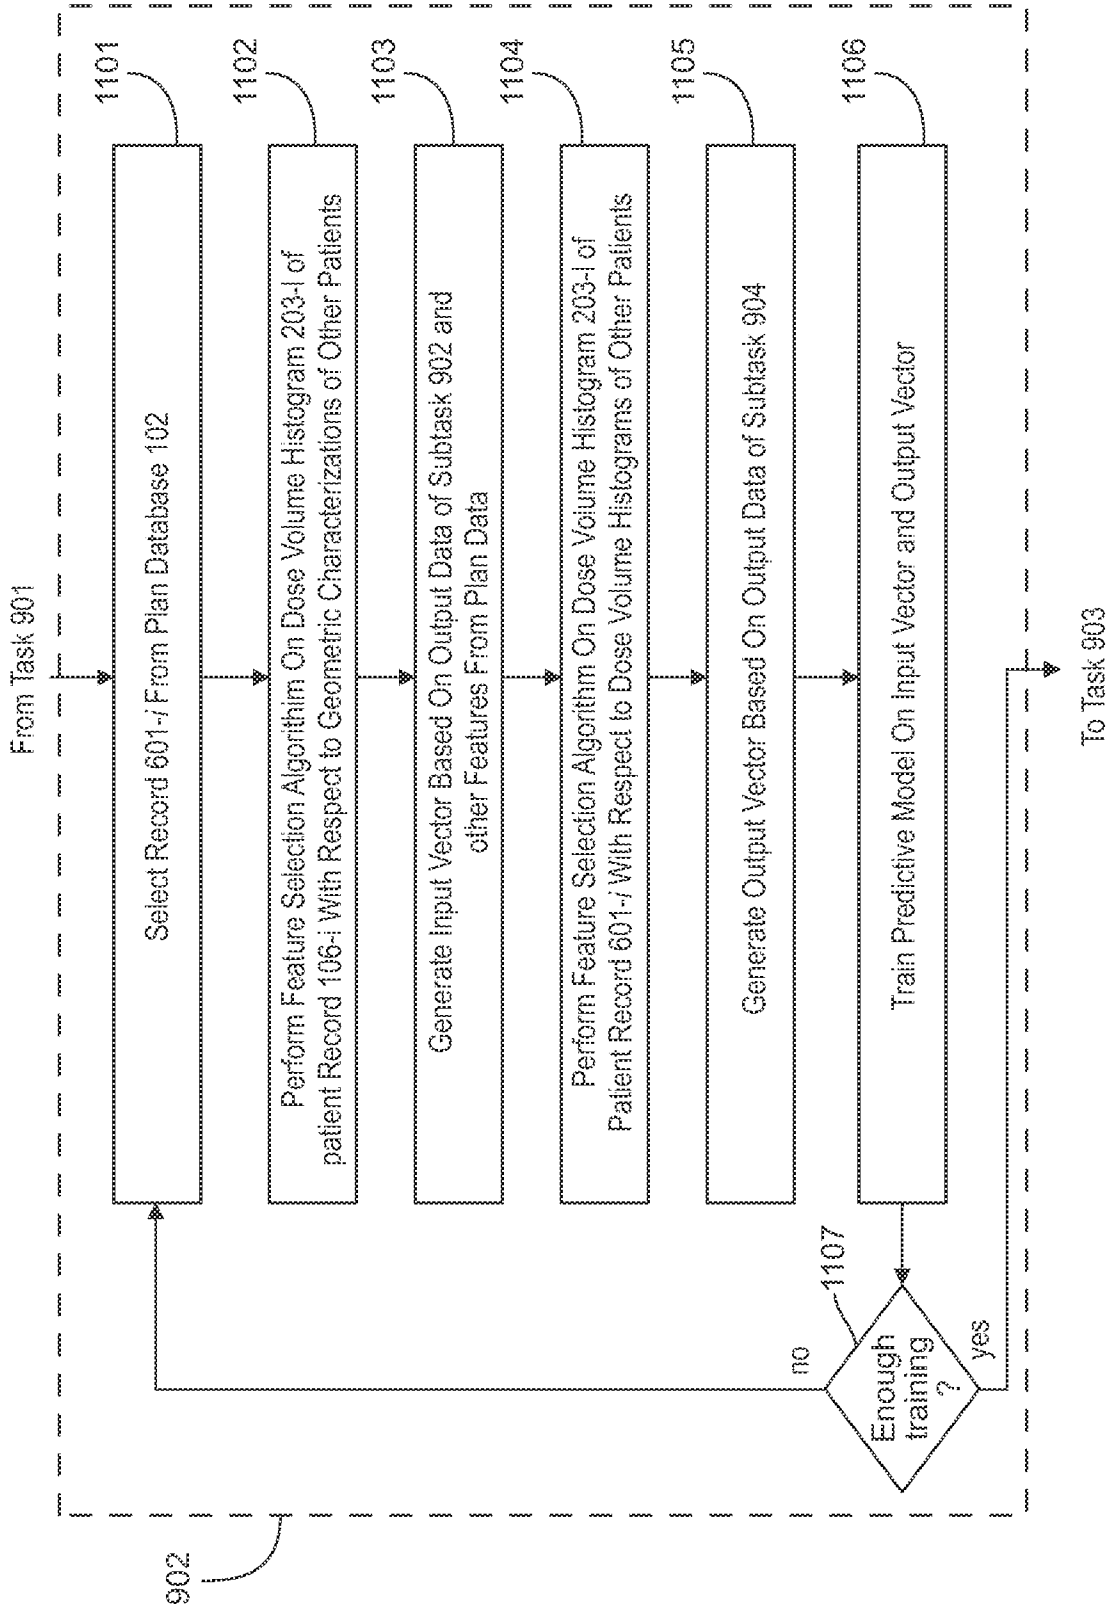 From Task 901
Select Record 601-i From Plan Database 102
1101
Perform Feature Selection Algorithim On Dose Volume Histogram 203-I of
patient Record 106-i With Respect to Geometric Characterizations of Other Patients
1102
Generate Input Vector Based On Output Data of Subtask 902 and
other Features From Plan Data
1103
Perform Feature Selection Algorithm On Dose Volume Histogram 203-I of
Patient Record 601-i With Respect to Dose Volume Histograms of Other Patients
1104
Generate Output Vector Based On Output Data of Subtask 904
1105
Train Predictive Model On Input Vector and Output Vector
1106
Enough
training
?
1107
no
yes
902
To Task 903